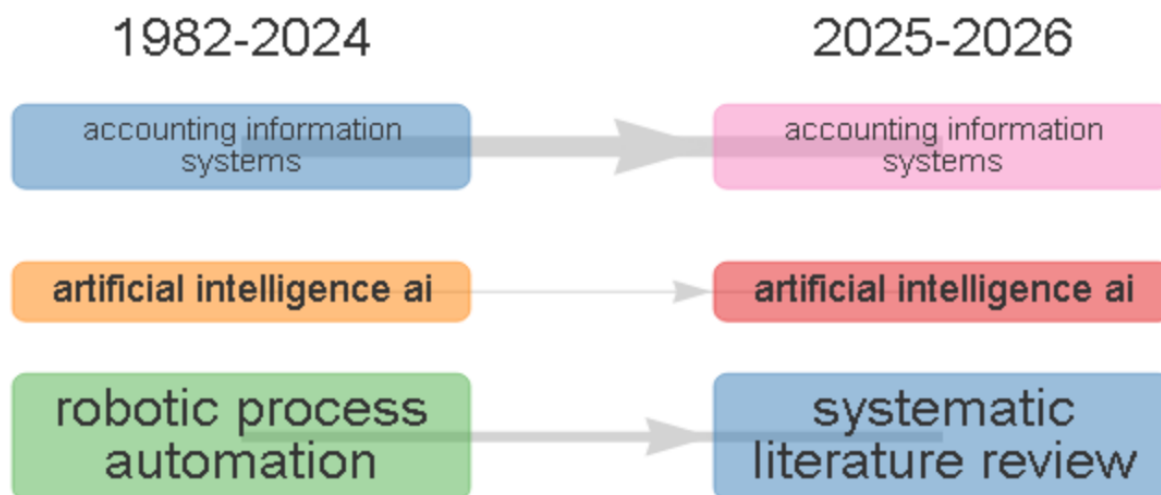 1982-2024
2025-2026
accounting information
systems
accounting information
systems
artificial intelligence ai
artificial intelligence ai
robotic process
automation
systematic
literature review